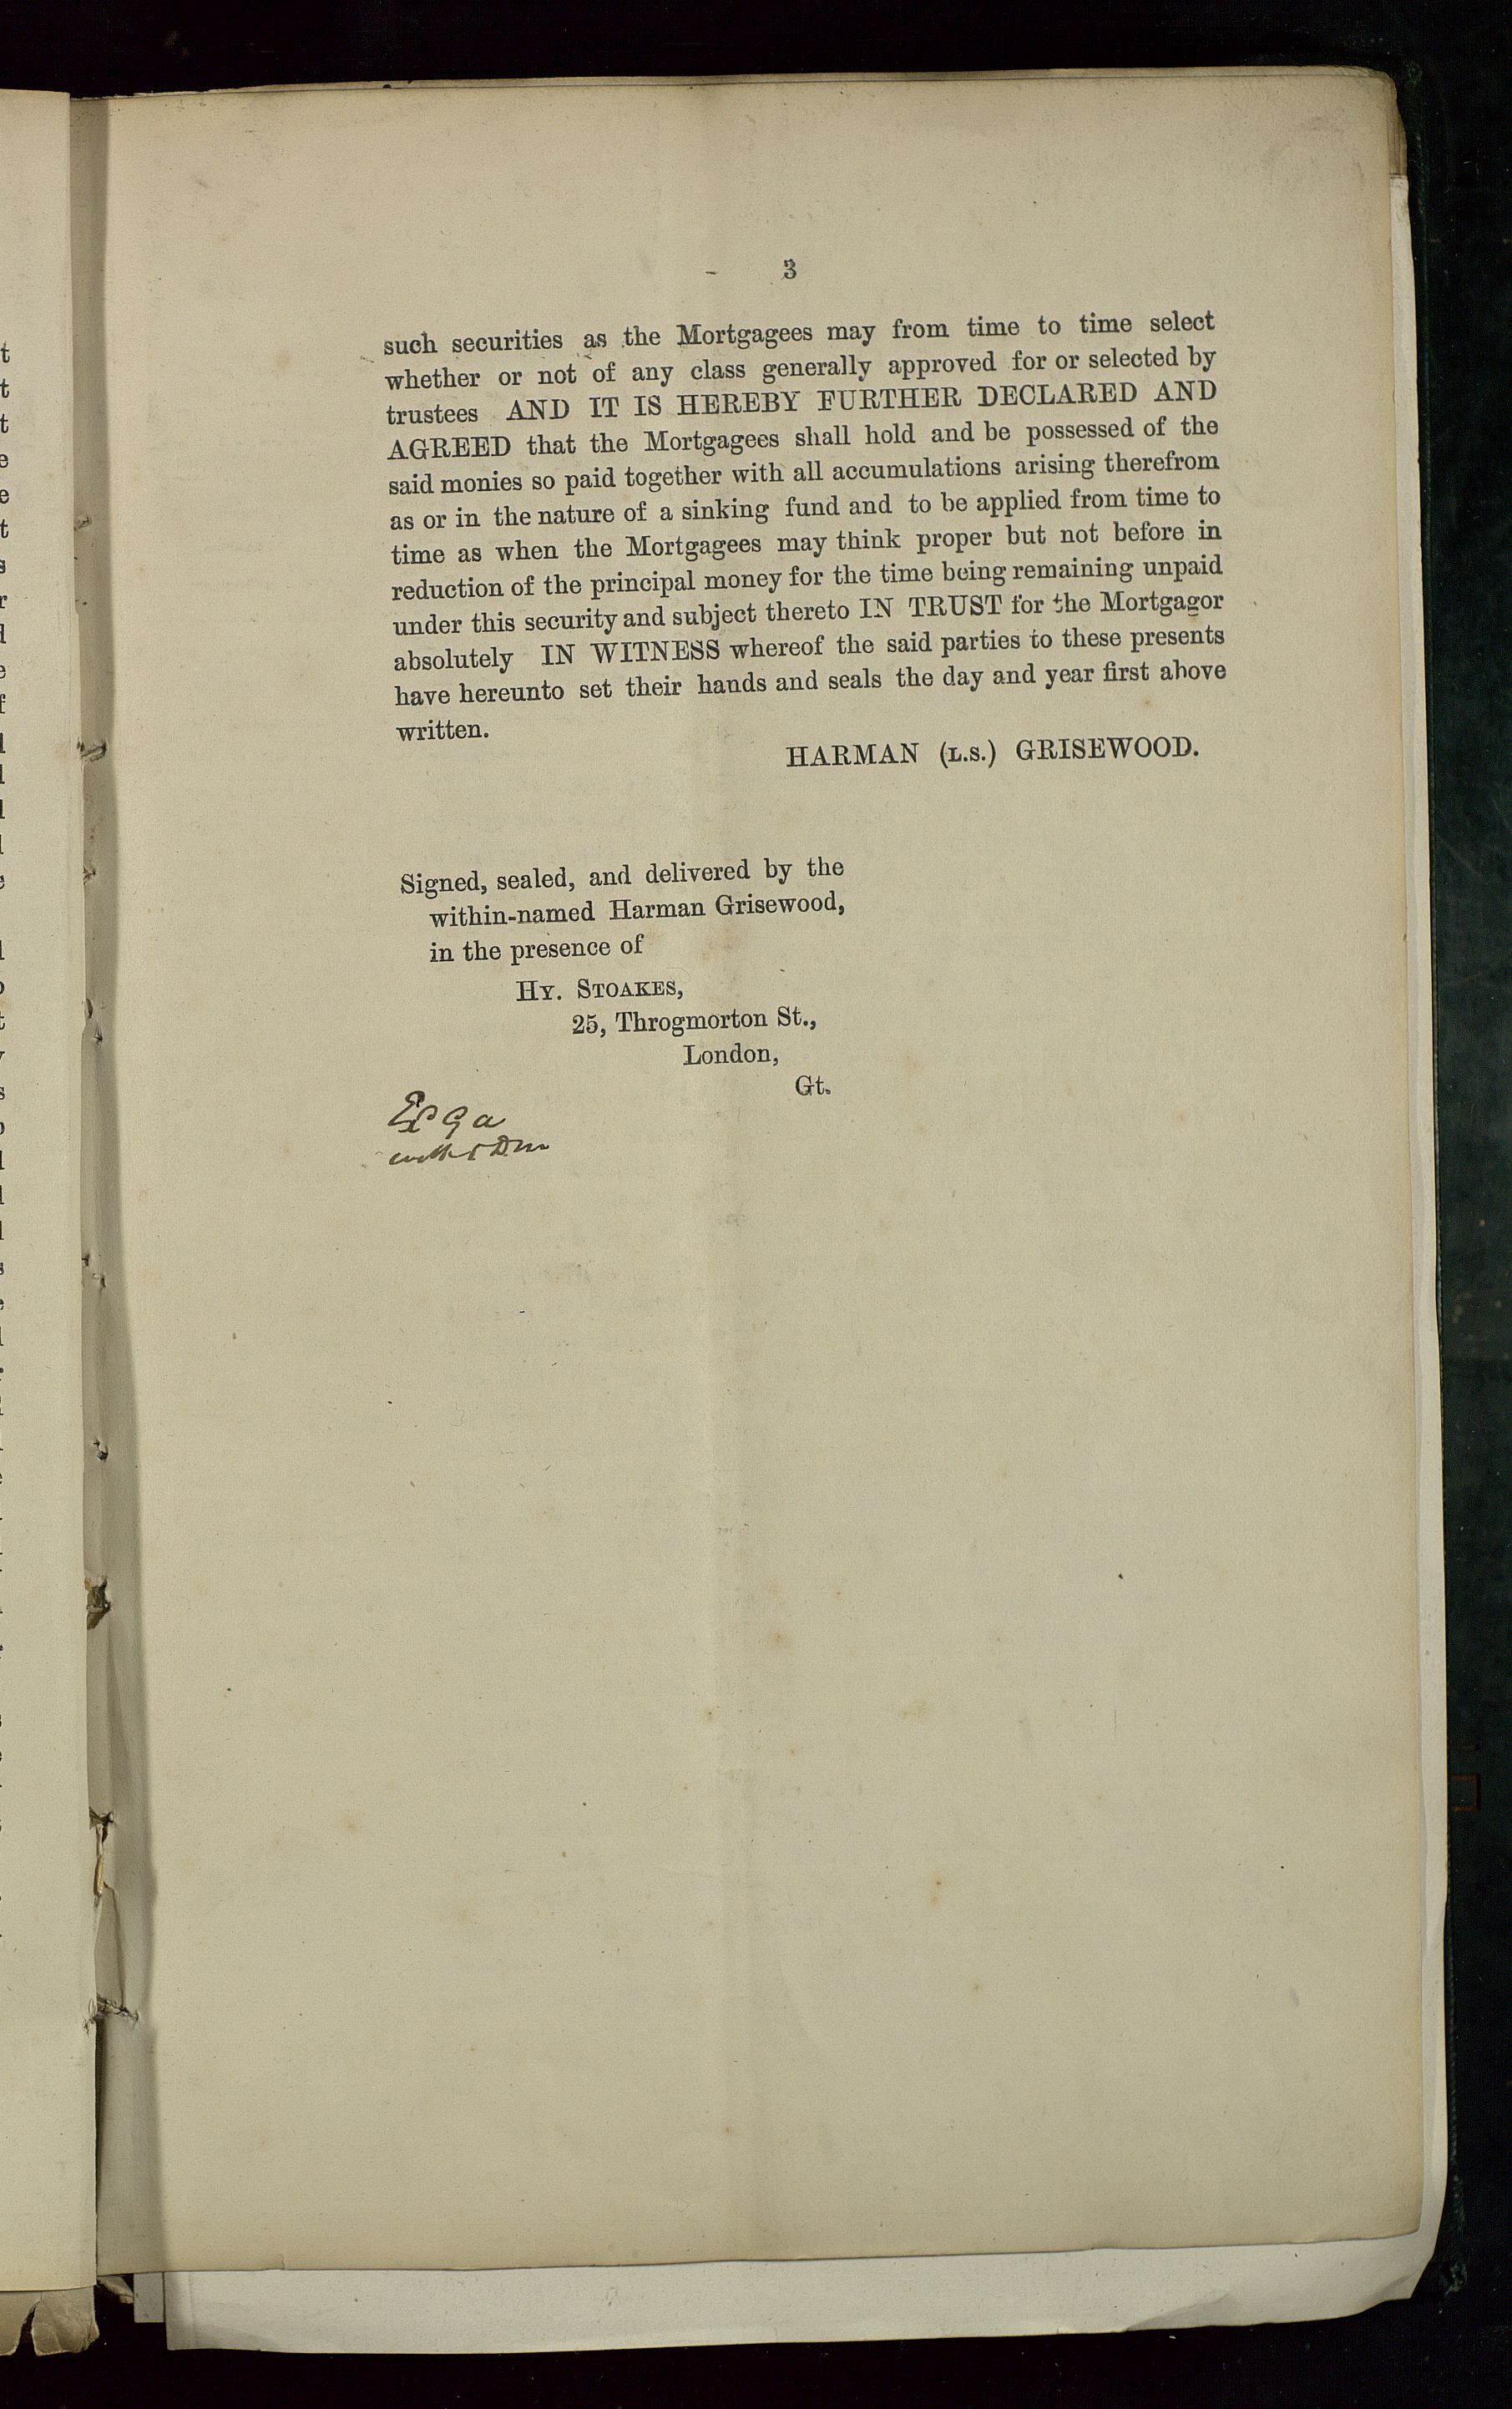 3
such securities as the Mortgagees may from time to time select
whether or not of any class generally approved for or selected by
trustees AND IT IS HEREBY FURTHER DECLARED AND
AGREED that the Mortgagees shall hold and be possessed of the
said monies so paid together with all accumulations arising therefrom
as or in the nature of a sinking fund and to be applied from time to
time as when the Mortgagees may think proper but not before in
reduction of the principal money for the time being remaining unpaid
under this security and subject thereto IN TRUST for the Mortgagor
absolutely IN WITNESS whereof the said parties to these presents
have hereunto set their hands and seals the day and year first above
written.
HARMAN (L.S.) GRISEWOOD.
Signed, sealed, and delivered by the
within-named Harman Grisewood,
in the presence of
HY. STOAKES,
25, Throgmorton St.,
London,
Gt.